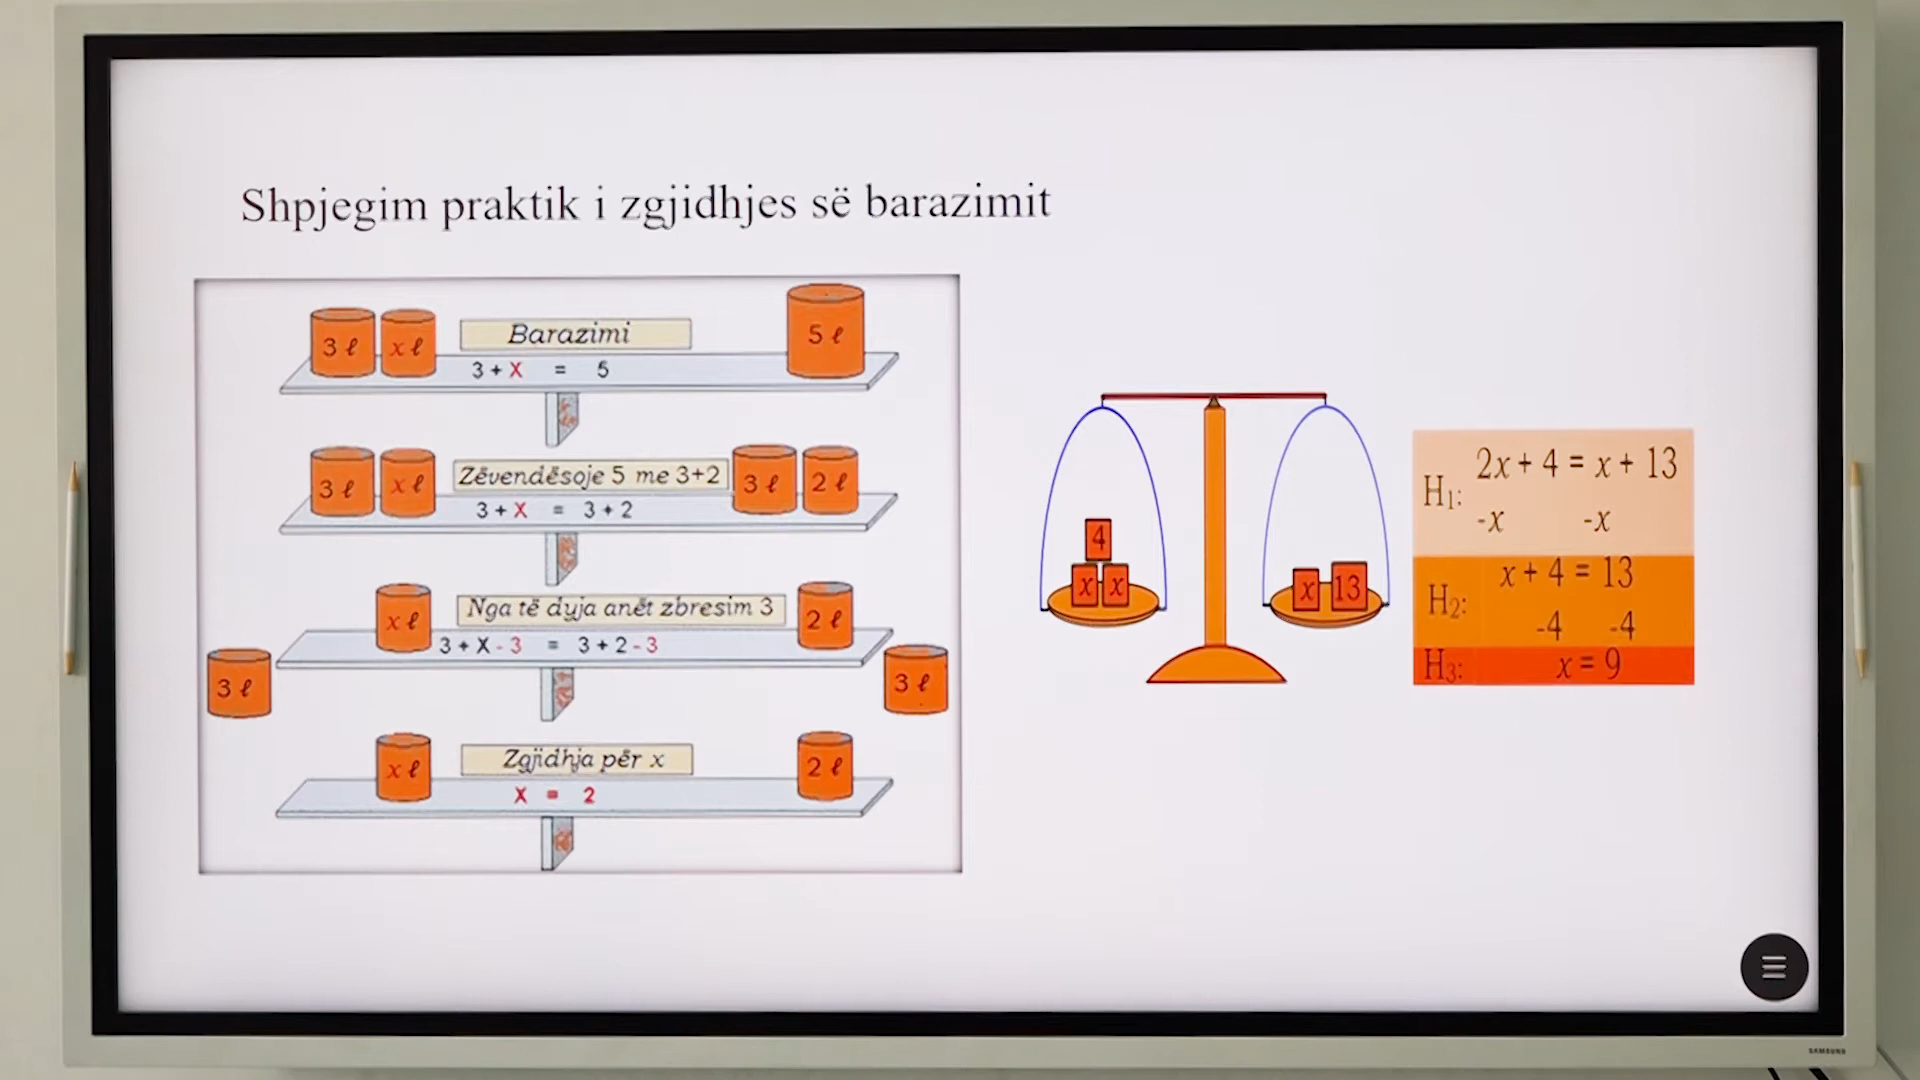 Shpjegim praktik i zgjidhjes së barazimit
3 ℓ
x ℓ
Barazimi
5 ℓ
3 + x = 5
3 ℓ
x ℓ
Zëvendësoje 5 me 3+2
3 ℓ
2 ℓ
3 + x = 3 + 2
x ℓ
Nga të dyja anët zbresim 3
2 ℓ
3 + x - 3 = 3 + 2 - 3
3 ℓ
3 ℓ
x ℓ
Zgjidhja për x
2 ℓ
x = 2
4
x x
x 13
H₁: 2x + 4 = x + 13
-x -x
H₂: x + 4 = 13
-4 -4
H₃: x = 9
SAMSUNG